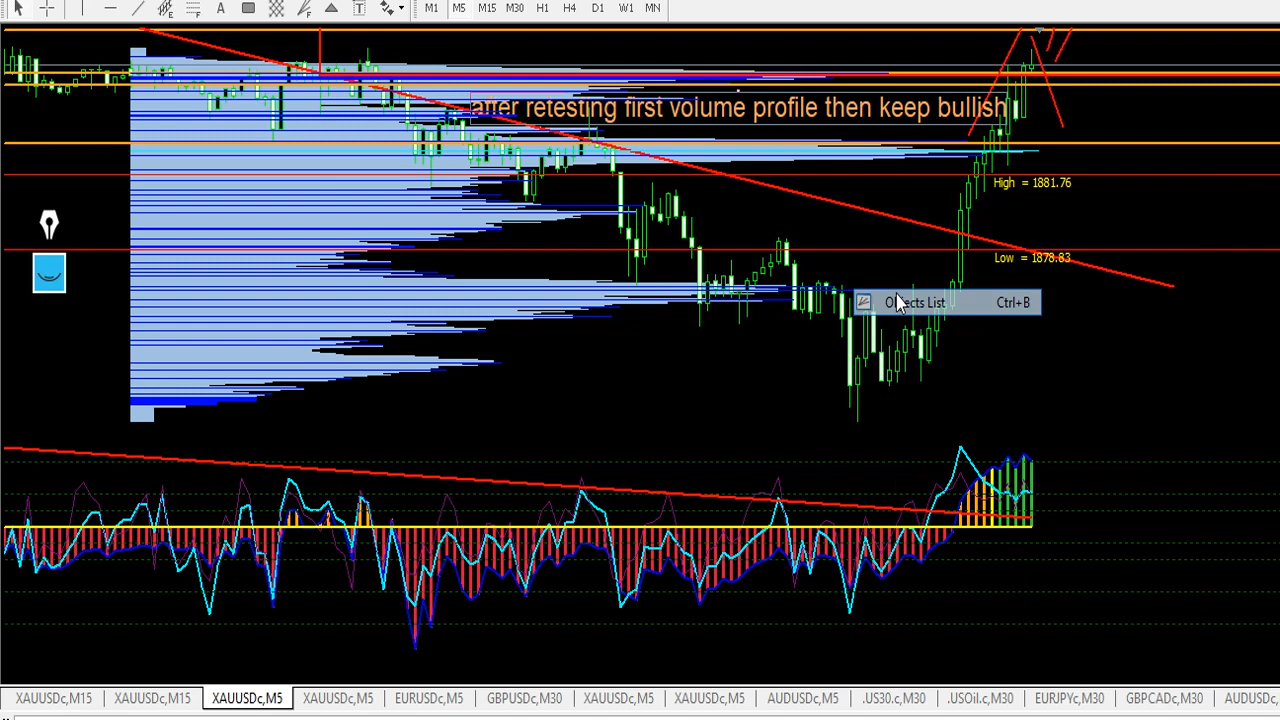 A T
M1 M5 M15 M30 H1 H4 D1 W1 MN
after retesting first volume profile then keep bullish
High = 1881.76
Low = 1878.83
Objects List Ctrl+B
XAUUSDc,M15 XAUUSDc,M15 XAUUSDc,M5 XAUUSDc,M5 EURUSDc,M5 GBPUSDc,M30 XAUUSDc,M5 XAUUSDc,M5 AUDUSDc,M5 .US30.c,M30 .USOil.c,M30 EURJPYc,M30 GBPCADc,M30 AUDUSDc,